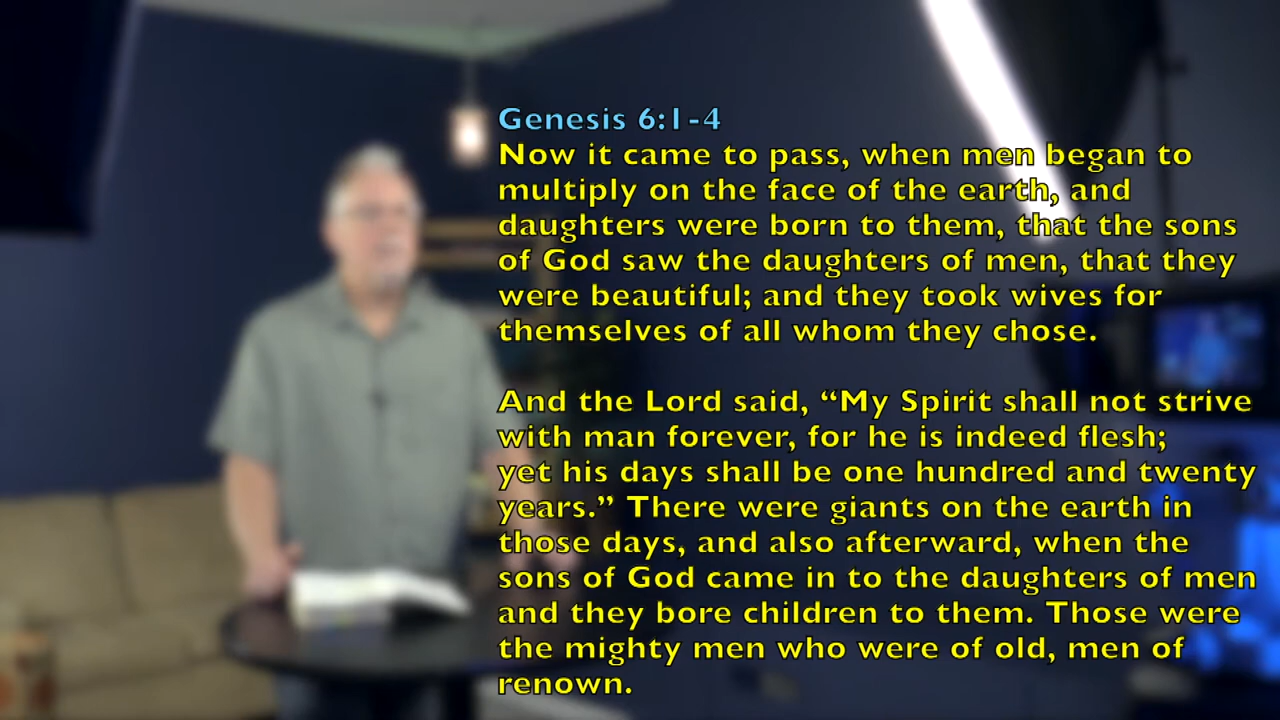 Genesis 6:1-4
Now it came to pass, when men began to
multiply on the face of the earth, and
daughters were born to them, that the sons
of God saw the daughters of men, that they
were beautiful; and they took wives for
themselves of all whom they chose.
And the Lord said, “My Spirit shall not strive
with man forever, for he is indeed flesh;
yet his days shall be one hundred and twenty
years.” There were giants on the earth in
those days, and also afterward, when the
sons of God came in to the daughters of men
and they bore children to them. Those were
the mighty men who were of old, men of
renown.